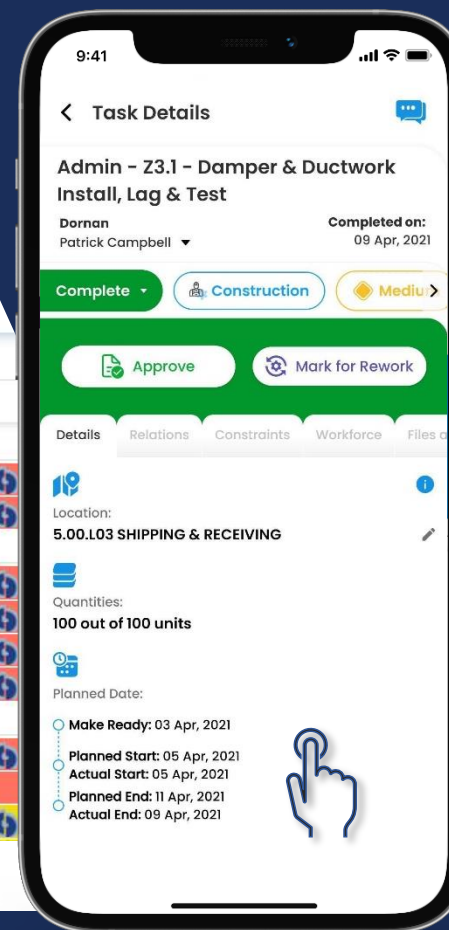 9:41
Task Details
Admin - Z3.1 - Damper & Ductwork
Install, Lag & Test
Dornan
Completed on:
Patrick Campbell
09 Apr, 2021
Complete
Construction
Approve
Mark for Rework
Details
Relations
Constraints
Workforce
Files
Location:
5.00.L03 SHIPPING & RECEIVING
Quantities:
100 out of 100 units
Planned Date:
Make Ready: 03 Apr, 2021
Planned Start: 05 Apr, 2021
Actual Start: 05 Apr, 2021
Planned End: 11 Apr, 2021
Actual End: 09 Apr, 2021